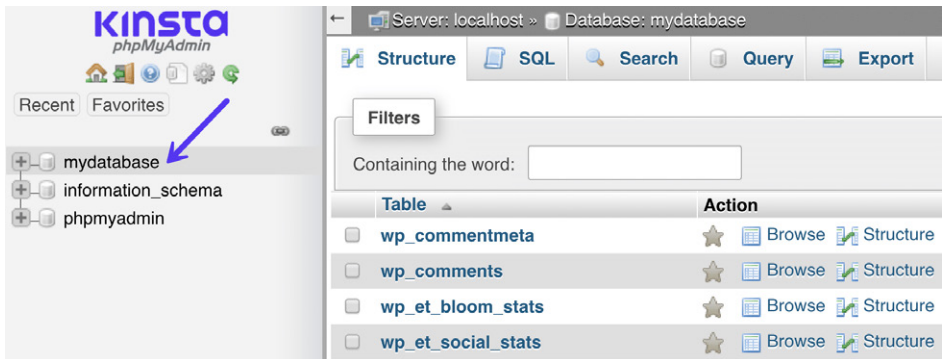 KINSTA
phpMyAdmin
Recent Favorites
mydatabase
information_schema
phpmyadmin
Server: localhost » Database: mydatabase
Structure SQL Search Query Export
Filters
Containing the word:
Table Action
wp_commentmeta Browse Structure
wp_comments Browse Structure
wp_et_bloom_stats Browse Structure
wp_et_social_stats Browse Structure